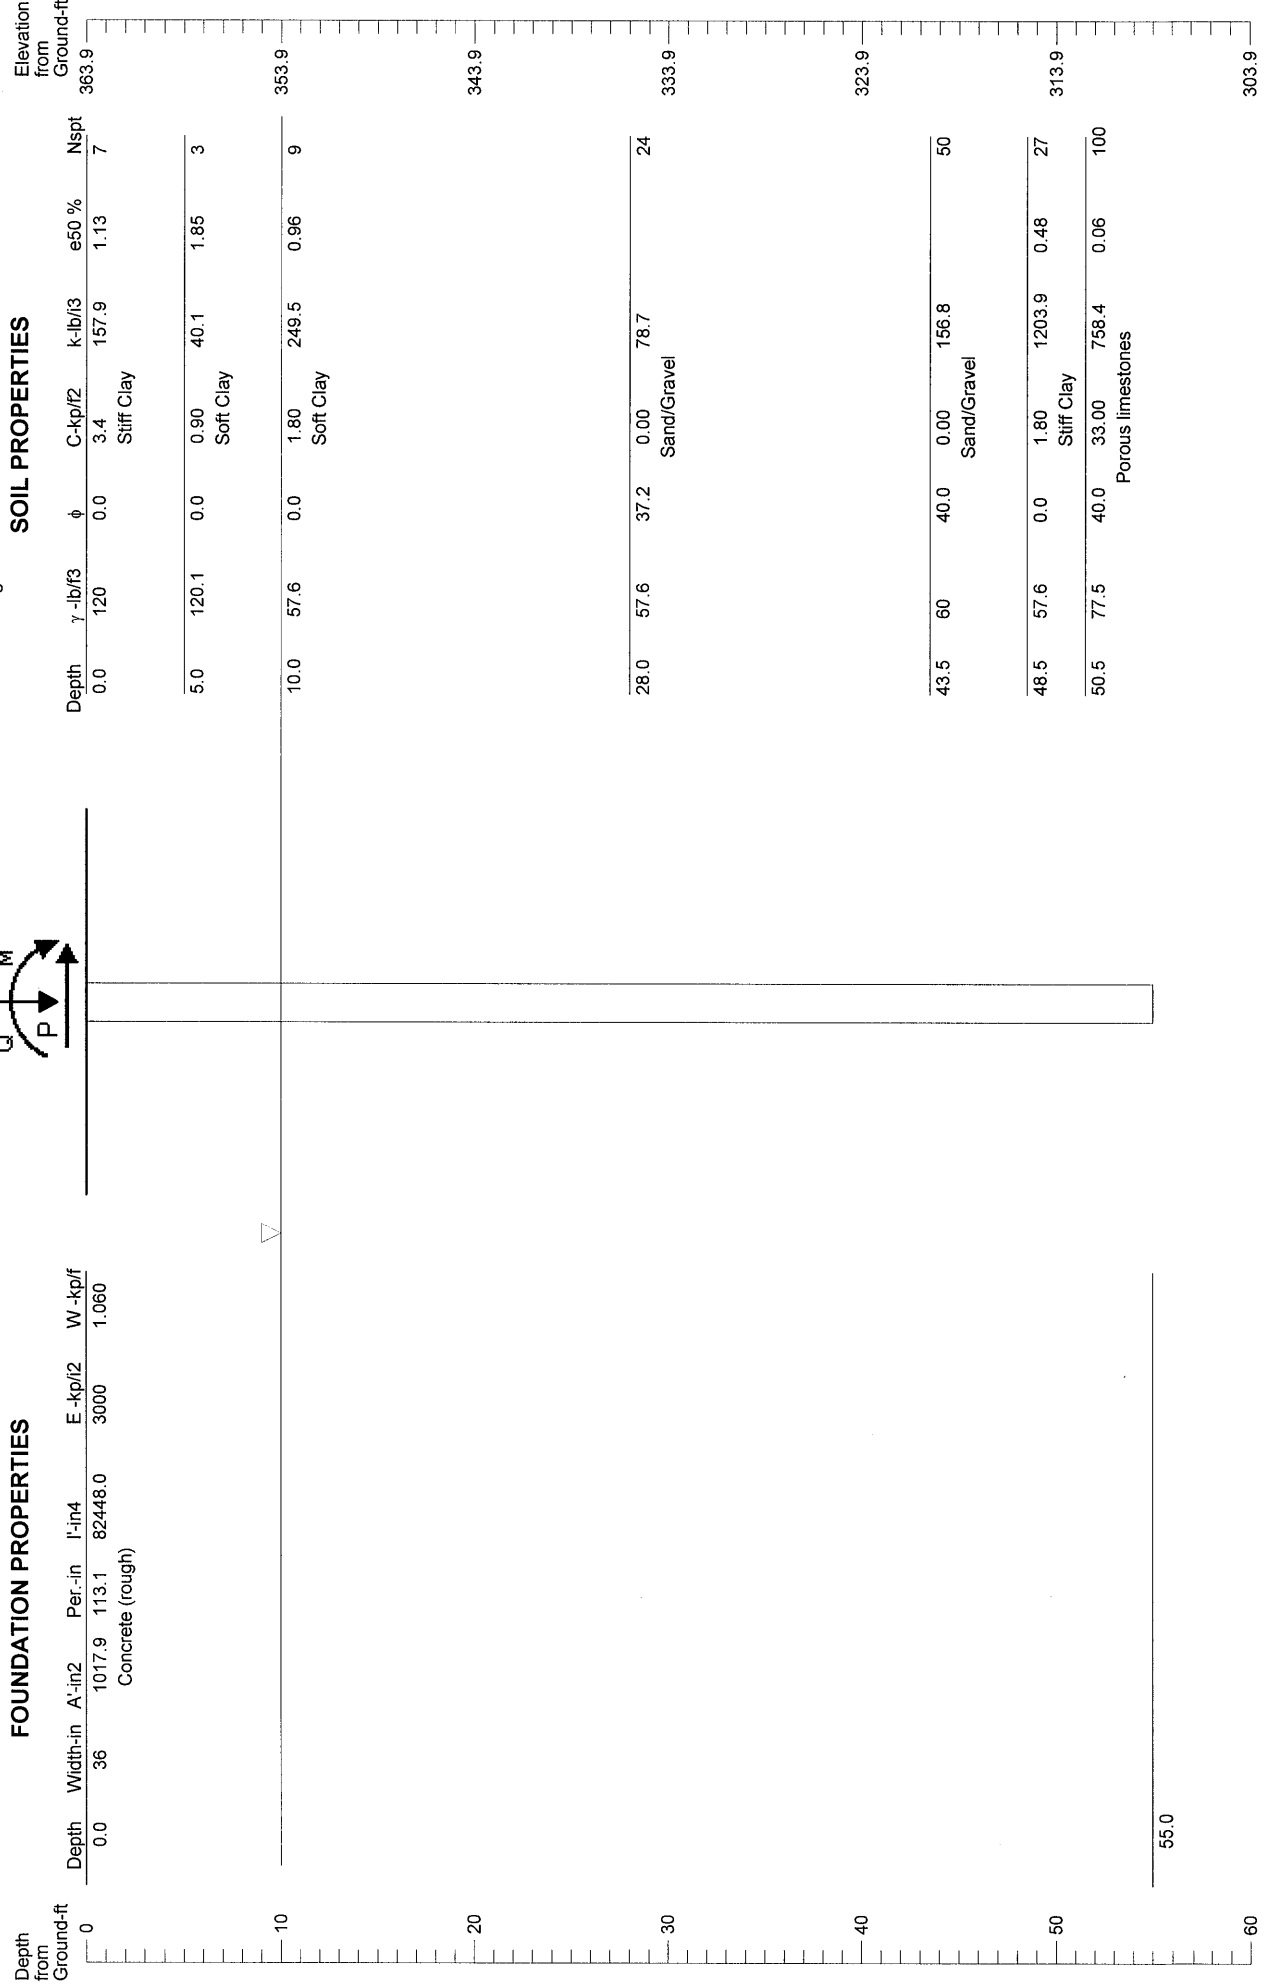 FOUNDATION PROPERTIES
SOIL PROPERTIES
Depth
from
Ground-ft
Depth Width-in A'-in2 Per.-in I'-in4 E -kp/i2 W -kp/f
0.0 36 1017.9 113.1 82448.0 3000 1.060
Concrete (rough)
55.0
0
10
20
30
40
50
60
Q
M
P
Depth γ -lb/f3 ϕ C-kp/f2 k-lb/i3 e50 % Nspt
0.0 120 0.0 3.4 157.9 1.13 7
Stiff Clay
5.0 120.1 0.0 0.90 40.1 1.85 3
Soft Clay
10.0 57.6 0.0 1.80 249.5 0.96 9
Soft Clay
28.0 57.6 37.2 0.00 78.7 24
Sand/Gravel
43.5 60 40.0 0.00 156.8 50
Sand/Gravel
48.5 57.6 0.0 1.80 1203.9 0.48 27
Stiff Clay
50.5 77.5 40.0 33.00 758.4 0.06 100
Porous limestones
Elevation
from
Ground-ft
363.9
353.9
343.9
333.9
323.9
313.9
303.9